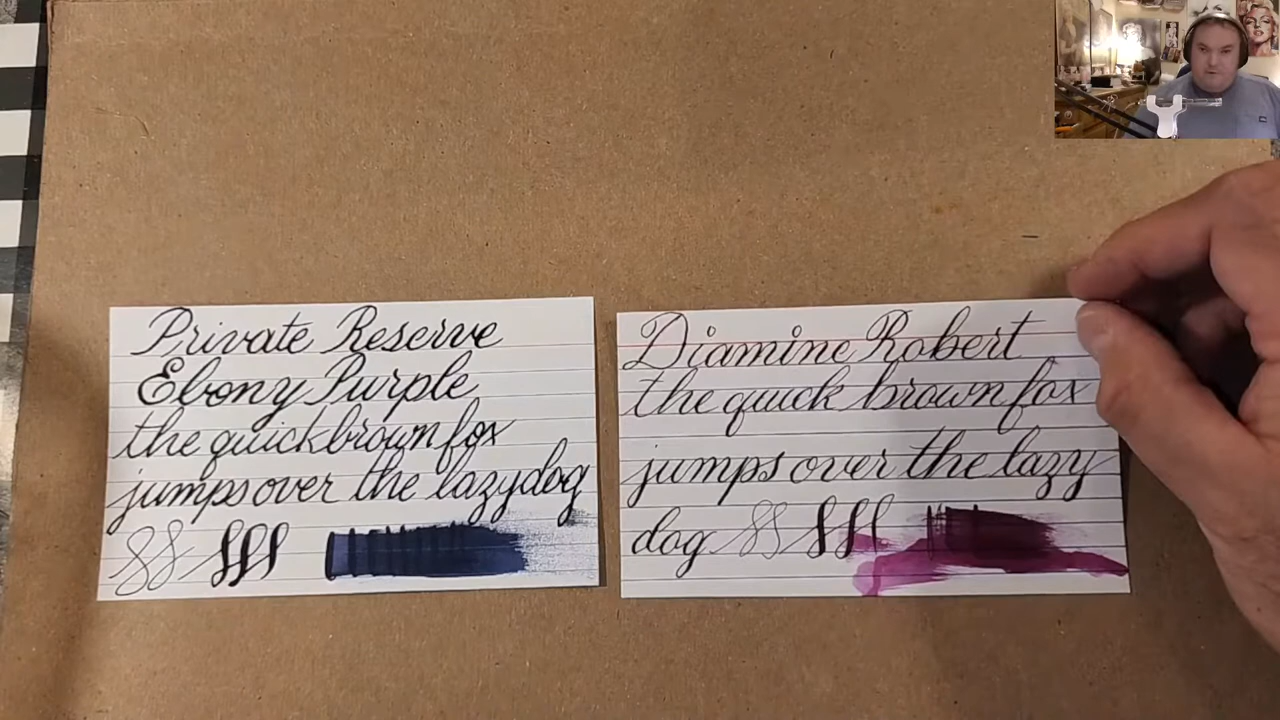 Private Reserve
Ebony Purple
the quick brown fox
jumps over the lazy dog
Diamine Robert
the quick brown fox
jumps over the lazy
dog